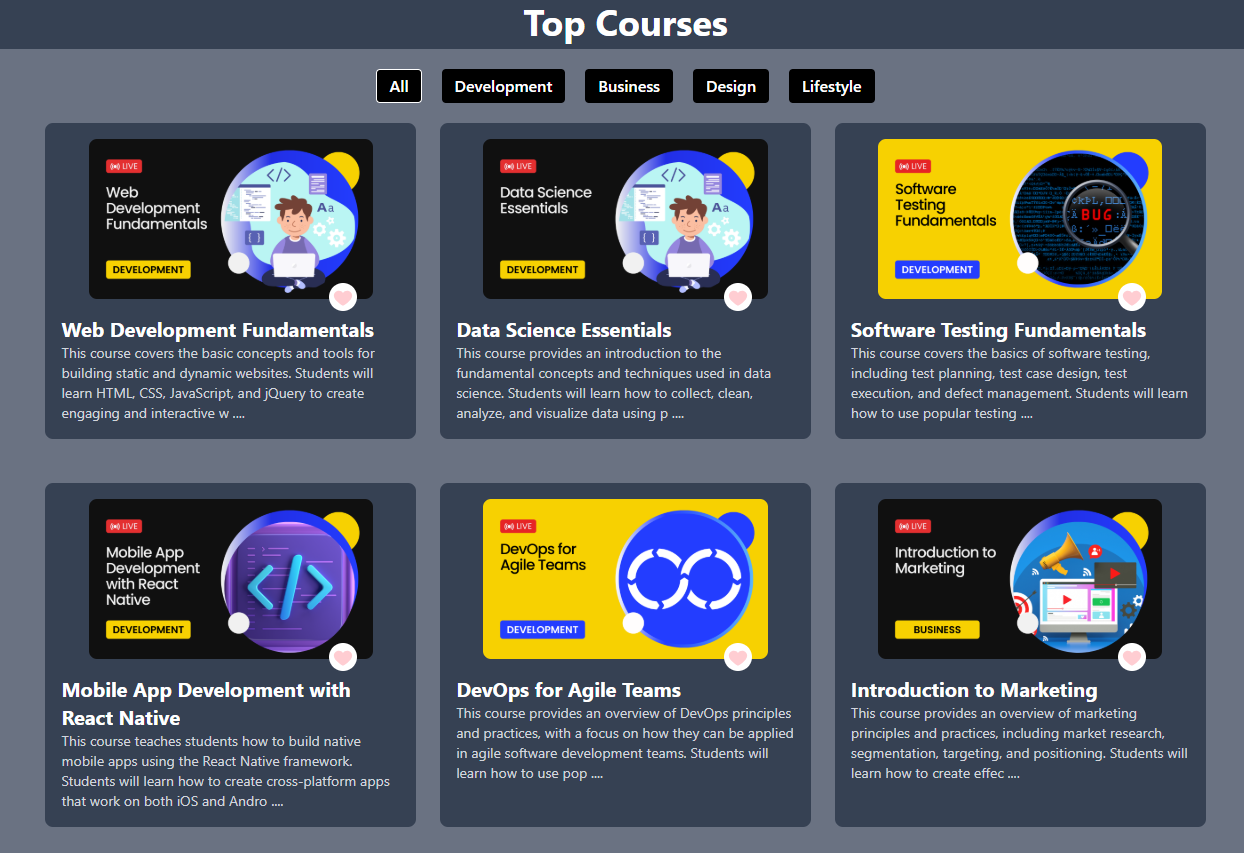 Top Courses
All Development Business Design Lifestyle
LIVE
Web
Development
Fundamentals
DEVELOPMENT
Aa
Web Development Fundamentals
This course covers the basic concepts and tools for
building static and dynamic websites. Students will
learn HTML, CSS, JavaScript, and jQuery to create
engaging and interactive w ....
LIVE
Data Science
Essentials
DEVELOPMENT
Aa
Data Science Essentials
This course provides an introduction to the
fundamental concepts and techniques used in data
science. Students will learn how to collect, clean,
analyze, and visualize data using p ....
LIVE
Software
Testing
Fundamentals
DEVELOPMENT
BUG
Software Testing Fundamentals
This course covers the basics of software testing,
including test planning, test case design, test
execution, and defect management. Students will learn
how to use popular testing ....
LIVE
Mobile App
Development
with React
Native
DEVELOPMENT
</>
Mobile App Development with
React Native
This course teaches students how to build native
mobile apps using the React Native framework.
Students will learn how to create cross-platform apps
that work on both iOS and Andro ....
LIVE
DevOps for
Agile Teams
DEVELOPMENT
DevOps for Agile Teams
This course provides an overview of DevOps principles
and practices, with a focus on how they can be applied
in agile software development teams. Students will
learn how to use pop ....
LIVE
Introduction to
Marketing
BUSINESS
Introduction to Marketing
This course provides an overview of marketing
principles and practices, including market research,
segmentation, targeting, and positioning. Students will
learn how to create effec ....